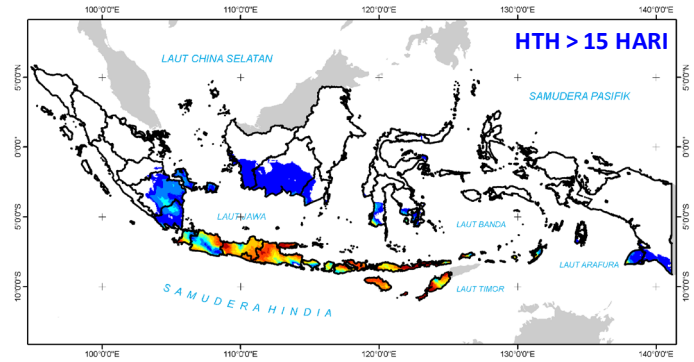 100°0'0"E 110°0'0"E 120°0'0"E 130°0'0"E 140°0'0"E
HTH > 15 HARI
LAUT CHINA SELATAN
5°0'0"N 5°0'0"N
SAMUDERA PASIFIK
0°0'0" 0°0'0"
LAUT JAWA
LAUT BANDA
5°0'0"S 5°0'0"S
LAUT ARAFURA
10°0'0"S 10°0'0"S
LAUT TIMOR
SAMUDERA HINDIA
100°0'0"E 110°0'0"E 120°0'0"E 130°0'0"E 140°0'0"E